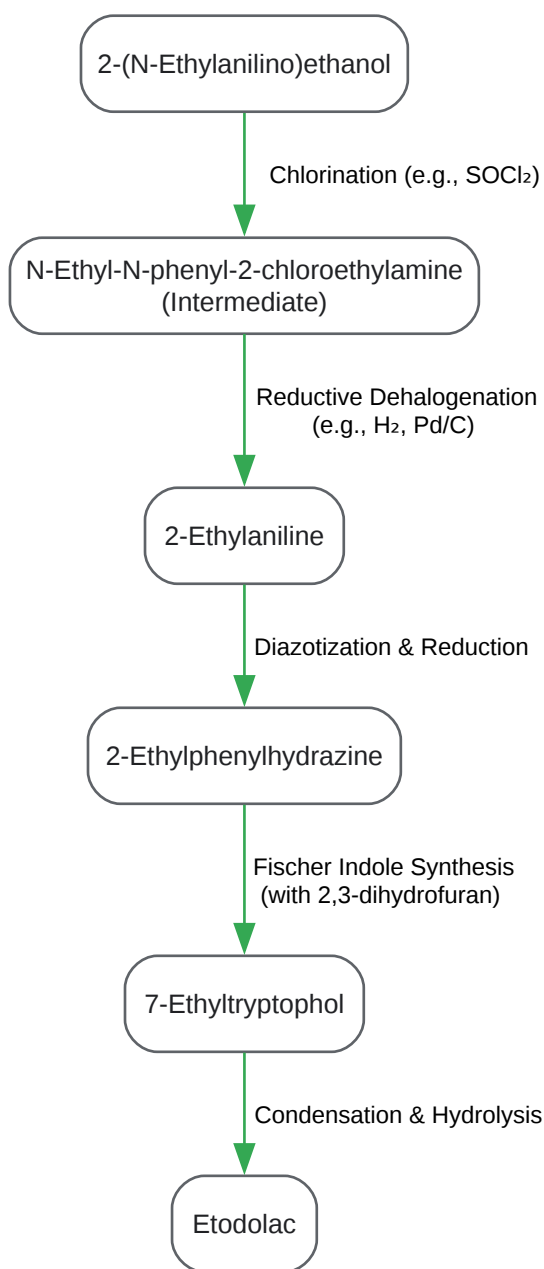 2-(N-Ethylanilino)ethanol
Chlorination (e.g., SOCl₂)
N-Ethyl-N-phenyl-2-chloroethylamine
(Intermediate)
Reductive Dehalogenation
(e.g., H₂, Pd/C)
2-Ethylaniline
Diazotization & Reduction
2-Ethylphenylhydrazine
Fischer Indole Synthesis
(with 2,3-dihydrofuran)
7-Ethyltryptophol
Condensation & Hydrolysis
Etodolac